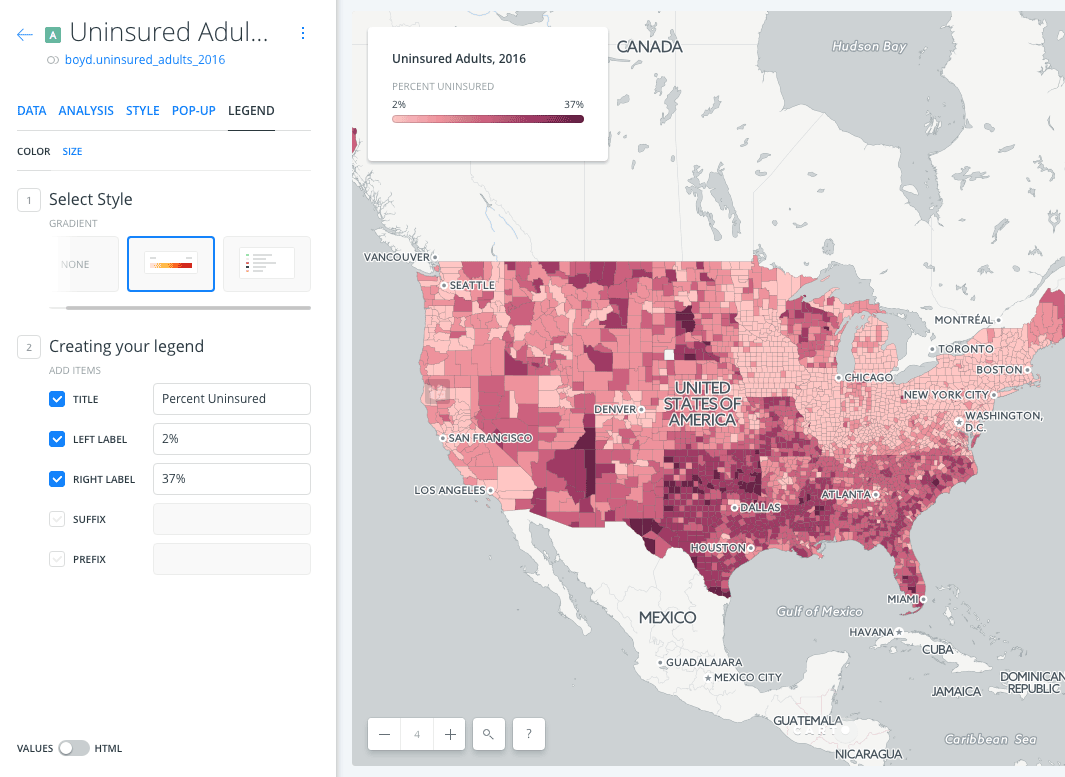 A Uninsured Adul...
boyd.uninsured_adults_2016
DATA ANALYSIS STYLE POP-UP LEGEND
COLOR SIZE
1 Select Style
GRADIENT
NONE
2 Creating your legend
ADD ITEMS
TITLE Percent Uninsured
LEFT LABEL 2%
RIGHT LABEL 37%
SUFFIX
PREFIX
VALUES HTML
Uninsured Adults, 2016
PERCENT UNINSURED
2% 37%
CANADA
Hudson Bay
VANCOUVER
SEATTLE
MONTRÉAL
TORONTO
BOSTON
CHICAGO
NEW YORK CITY
UNITED
STATES OF
AMERICA
DENVER
WASHINGTON,
D.C.
SAN FRANCISCO
LOS ANGELES
ATLANTA
DALLAS
HOUSTON
MIAMI
MEXICO
Gulf of Mexico
HAVANA
CUBA
GUADALAJARA
MEXICO CITY
DOMINICAN
REPUBLIC
JAMAICA
GUATEMALA
Caribbean Sea
NICARAGUA
4
?